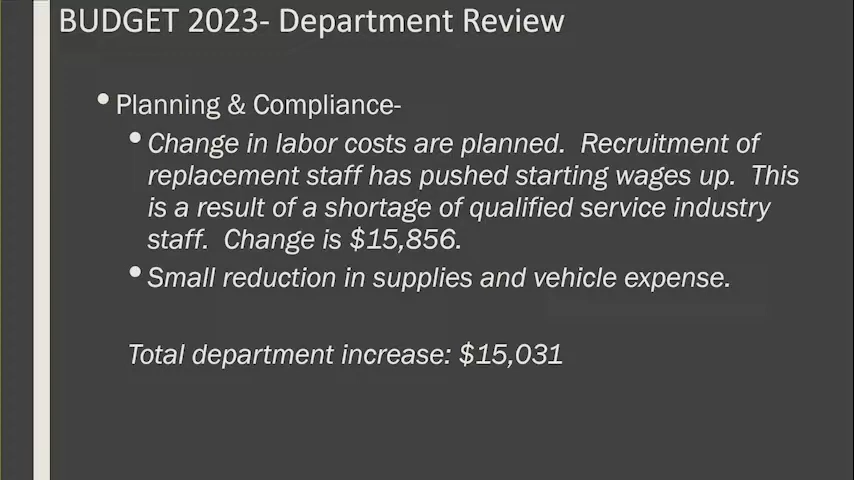 BUDGET 2023- Department Review
• Planning & Compliance-
• Change in labor costs are planned.  Recruitment of
replacement staff has pushed starting wages up.  This
is a result of a shortage of qualified service industry
staff.  Change is $15,856.
• Small reduction in supplies and vehicle expense.
Total department increase: $15,031